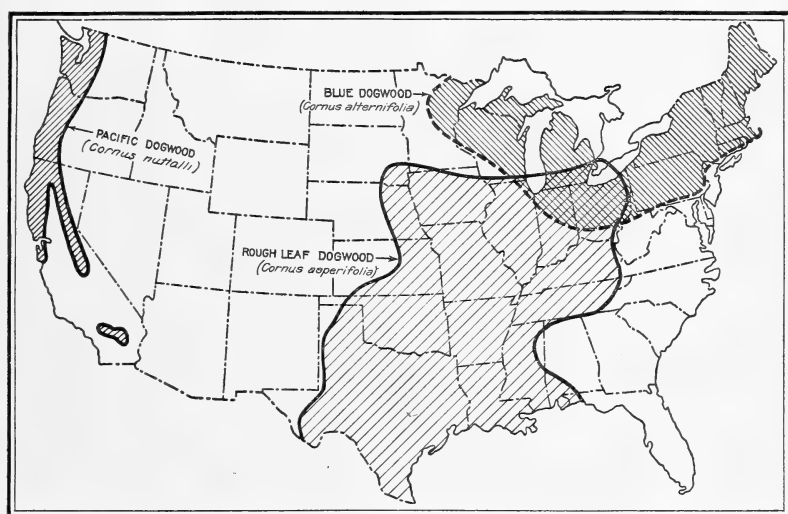 BLUE DOGWOOD
(Cornus alternifolia)
PACIFIC DOGWOOD
(Cornus nuttalli)
ROUGH LEAF DOGWOOD
(Cornus asperifolia)